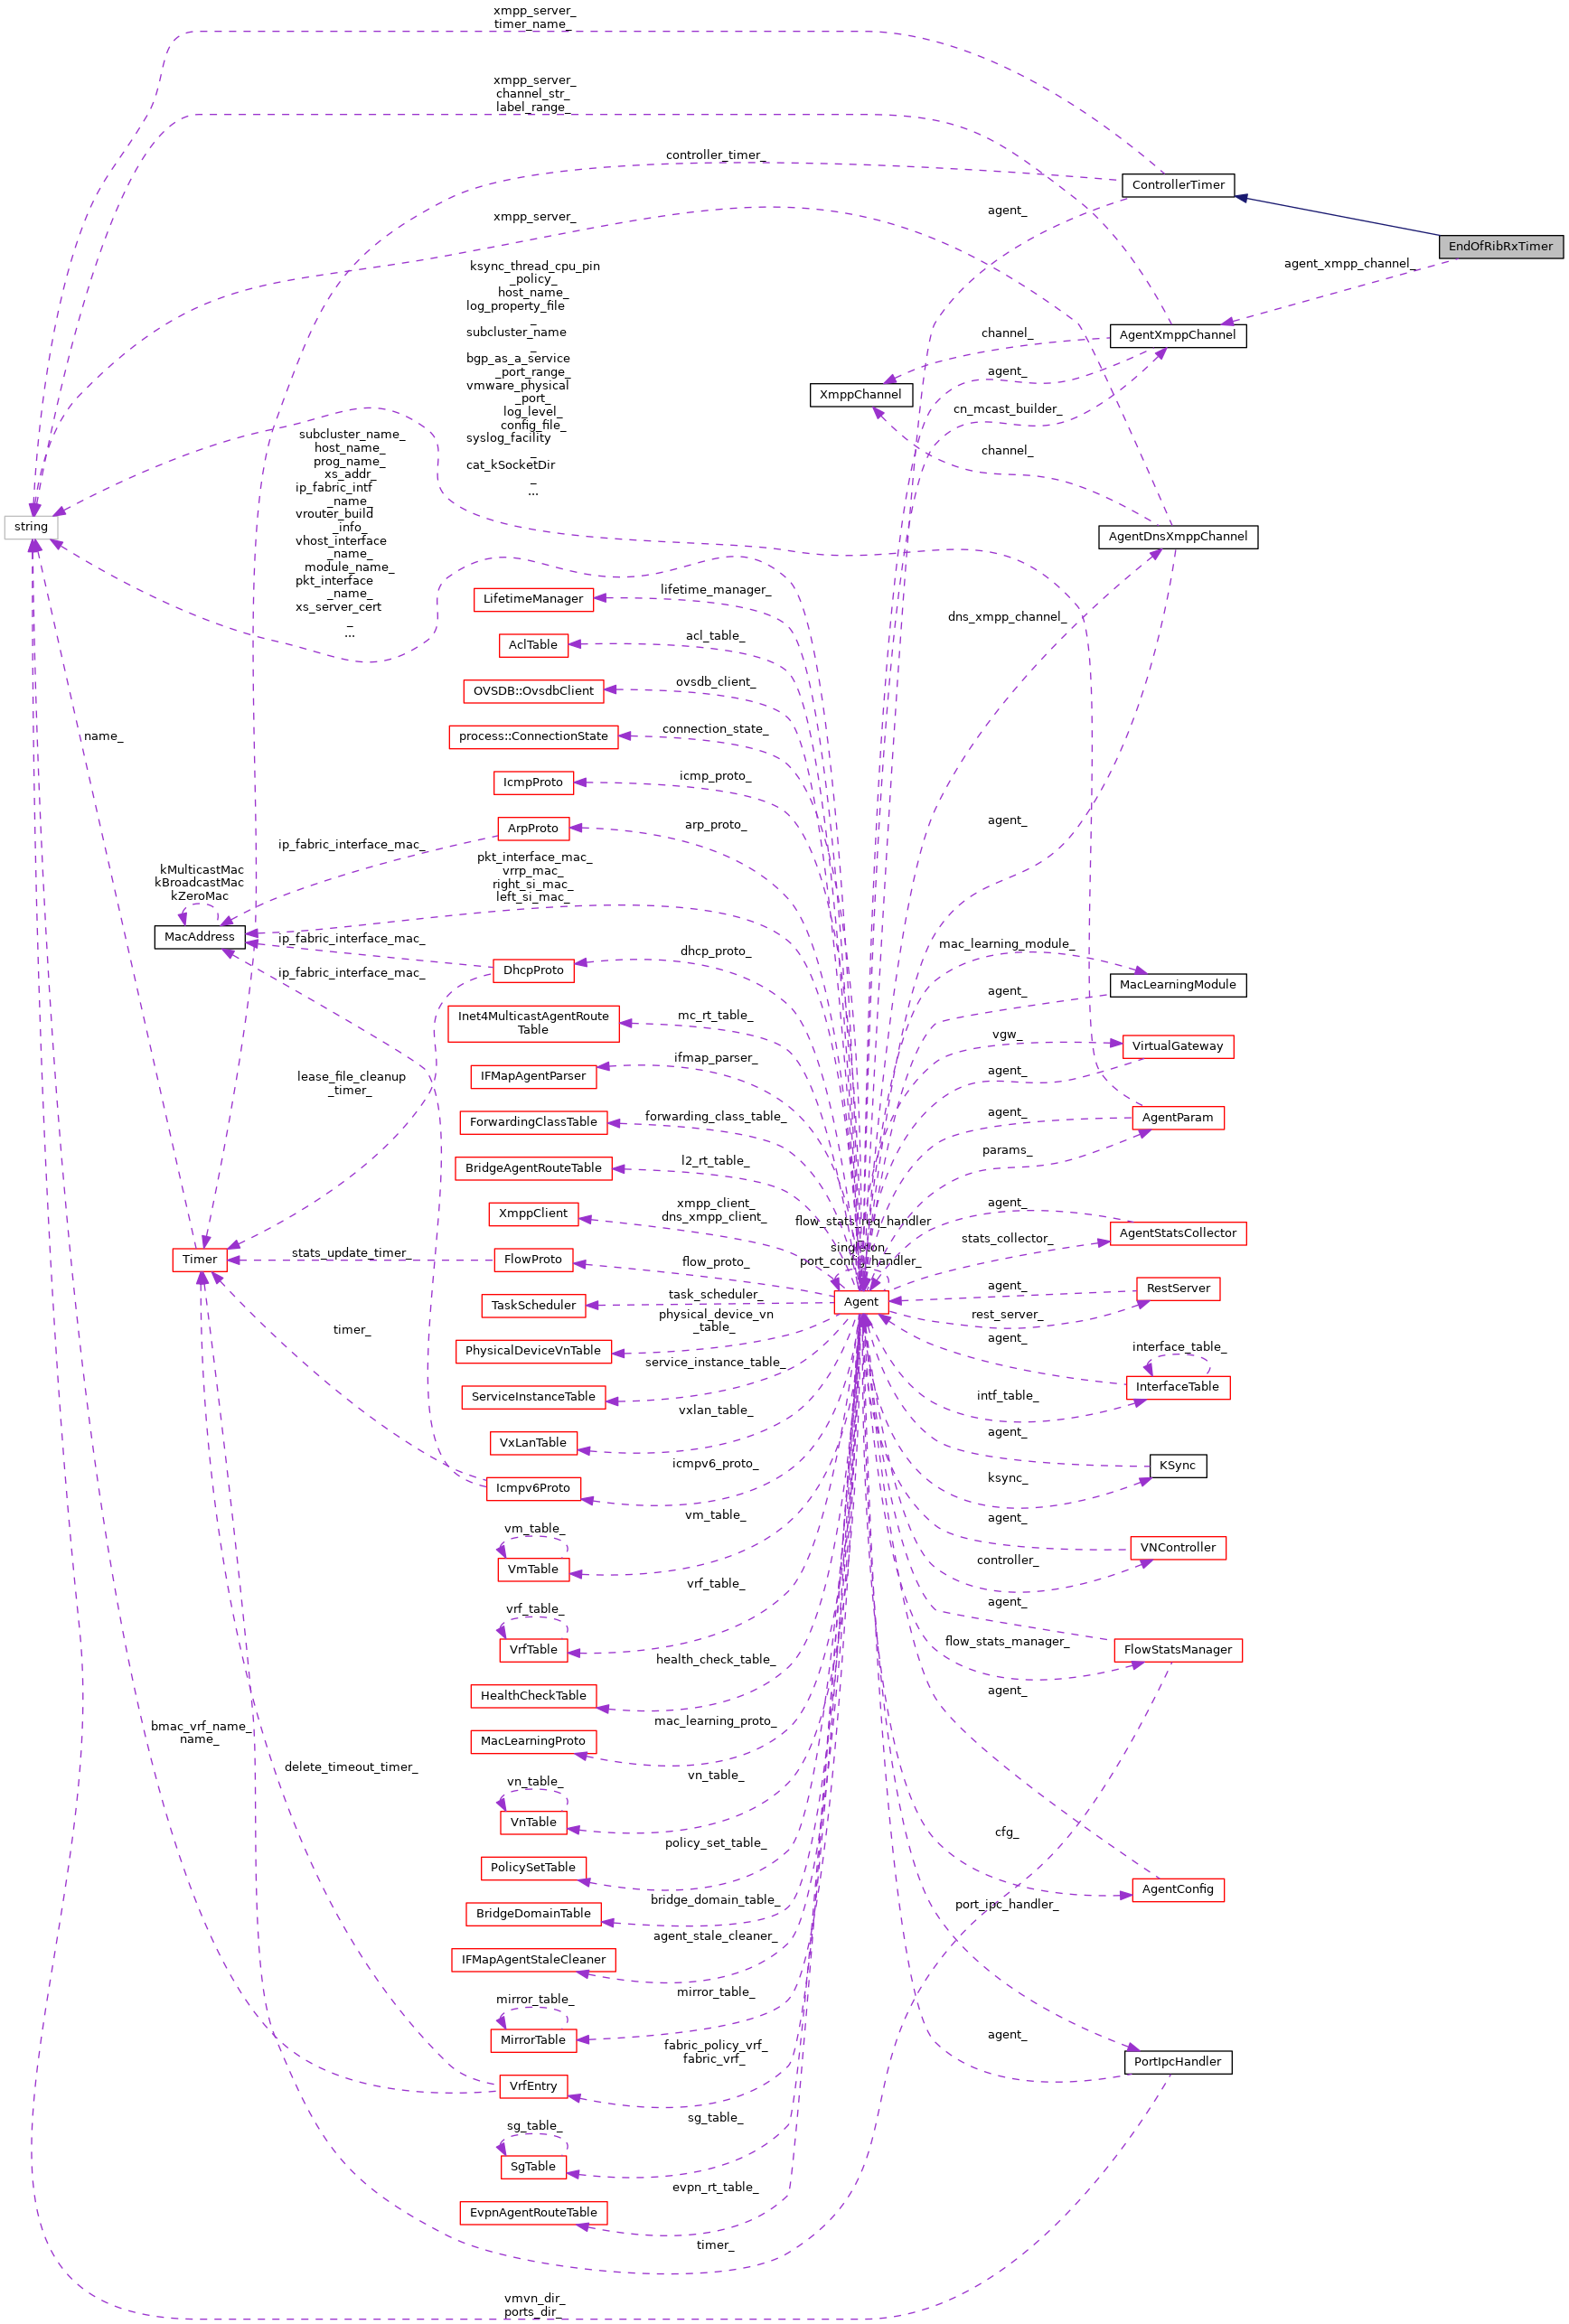 xmpp_server_
timer_name_
xmpp_server_
channel_str_
label_range_
controller_timer_
ControllerTimer
agent_
xmpp_server_
EndOfRibRxTimer
agent_xmpp_channel_
ksync_thread_cpu_pin
_policy_
host_name_
log_property_file
_
subcluster_name
_
bgp_as_a_service
_port_range_
vmware_physical
_port_
log_level_
config_file_
syslog_facility
_
cat_kSocketDir
_
...
channel_
AgentXmppChannel
agent_
XmppChannel
cn_mcast_builder_
channel_
subcluster_name_
host_name_
prog_name_
xs_addr_
ip_fabric_intf
_name_
vrouter_build
_info_
vhost_interface
_name_
module_name_
pkt_interface
_name_
xs_server_cert
_
...
string
AgentDnsXmppChannel
LifetimeManager
lifetime_manager_
dns_xmpp_channel_
AclTable
acl_table_
OVSDB::OvsdbClient
ovsdb_client_
name_
process::ConnectionState
connection_state_
IcmpProto
icmp_proto_
ArpProto
arp_proto_
agent_
ip_fabric_interface_mac_
pkt_interface_mac_
vrrp_mac_
right_si_mac_
left_si_mac_
kMulticastMac
kBroadcastMac
kZeroMac
MacAddress
ip_fabric_interface_mac_
dhcp_proto_
mac_learning_module_
ip_fabric_interface_mac_
DhcpProto
MacLearningModule
agent_
Inet4MulticastAgentRoute
Table
mc_rt_table_
vgw_
VirtualGateway
ifmap_parser_
agent_
lease_file_cleanup
_timer_
IFMapAgentParser
ForwardingClassTable
forwarding_class_table_
agent_
AgentParam
params_
BridgeAgentRouteTable
l2_rt_table_
XmppClient
xmpp_client_
dns_xmpp_client_
agent_
flow_stats_req_handler
AgentStatsCollector
stats_collector_
Timer
stats_update_timer_
FlowProto
flow_proto_
singleton_
port_config_handler_
agent_
RestServer
TaskScheduler
task_scheduler_
Agent
rest_server_
physical_device_vn
_table_
timer_
agent_
interface_table_
PhysicalDeviceVnTable
service_instance_table_
InterfaceTable
ServiceInstanceTable
intf_table_
vxlan_table_
VxLanTable
agent_
icmpv6_proto_
KSync
Icmpv6Proto
ksync_
vm_table_
vm_table_
agent_
VNController
VmTable
controller_
vrf_table_
vrf_table_
agent_
VrfTable
flow_stats_manager_
FlowStatsManager
health_check_table_
HealthCheckTable
agent_
mac_learning_proto_
bmac_vrf_name_
name_
MacLearningProto
delete_timeout_timer_
vn_table_
vn_table_
VnTable
policy_set_table_
cfg_
PolicySetTable
AgentConfig
bridge_domain_table_
port_ipc_handler_
BridgeDomainTable
agent_stale_cleaner_
IFMapAgentStaleCleaner
mirror_table_
mirror_table_
MirrorTable
fabric_policy_vrf_
fabric_vrf_
agent_
PortIpcHandler
VrfEntry
sg_table_
sg_table_
SgTable
evpn_rt_table_
EvpnAgentRouteTable
timer_
vmvn_dir_
ports_dir_